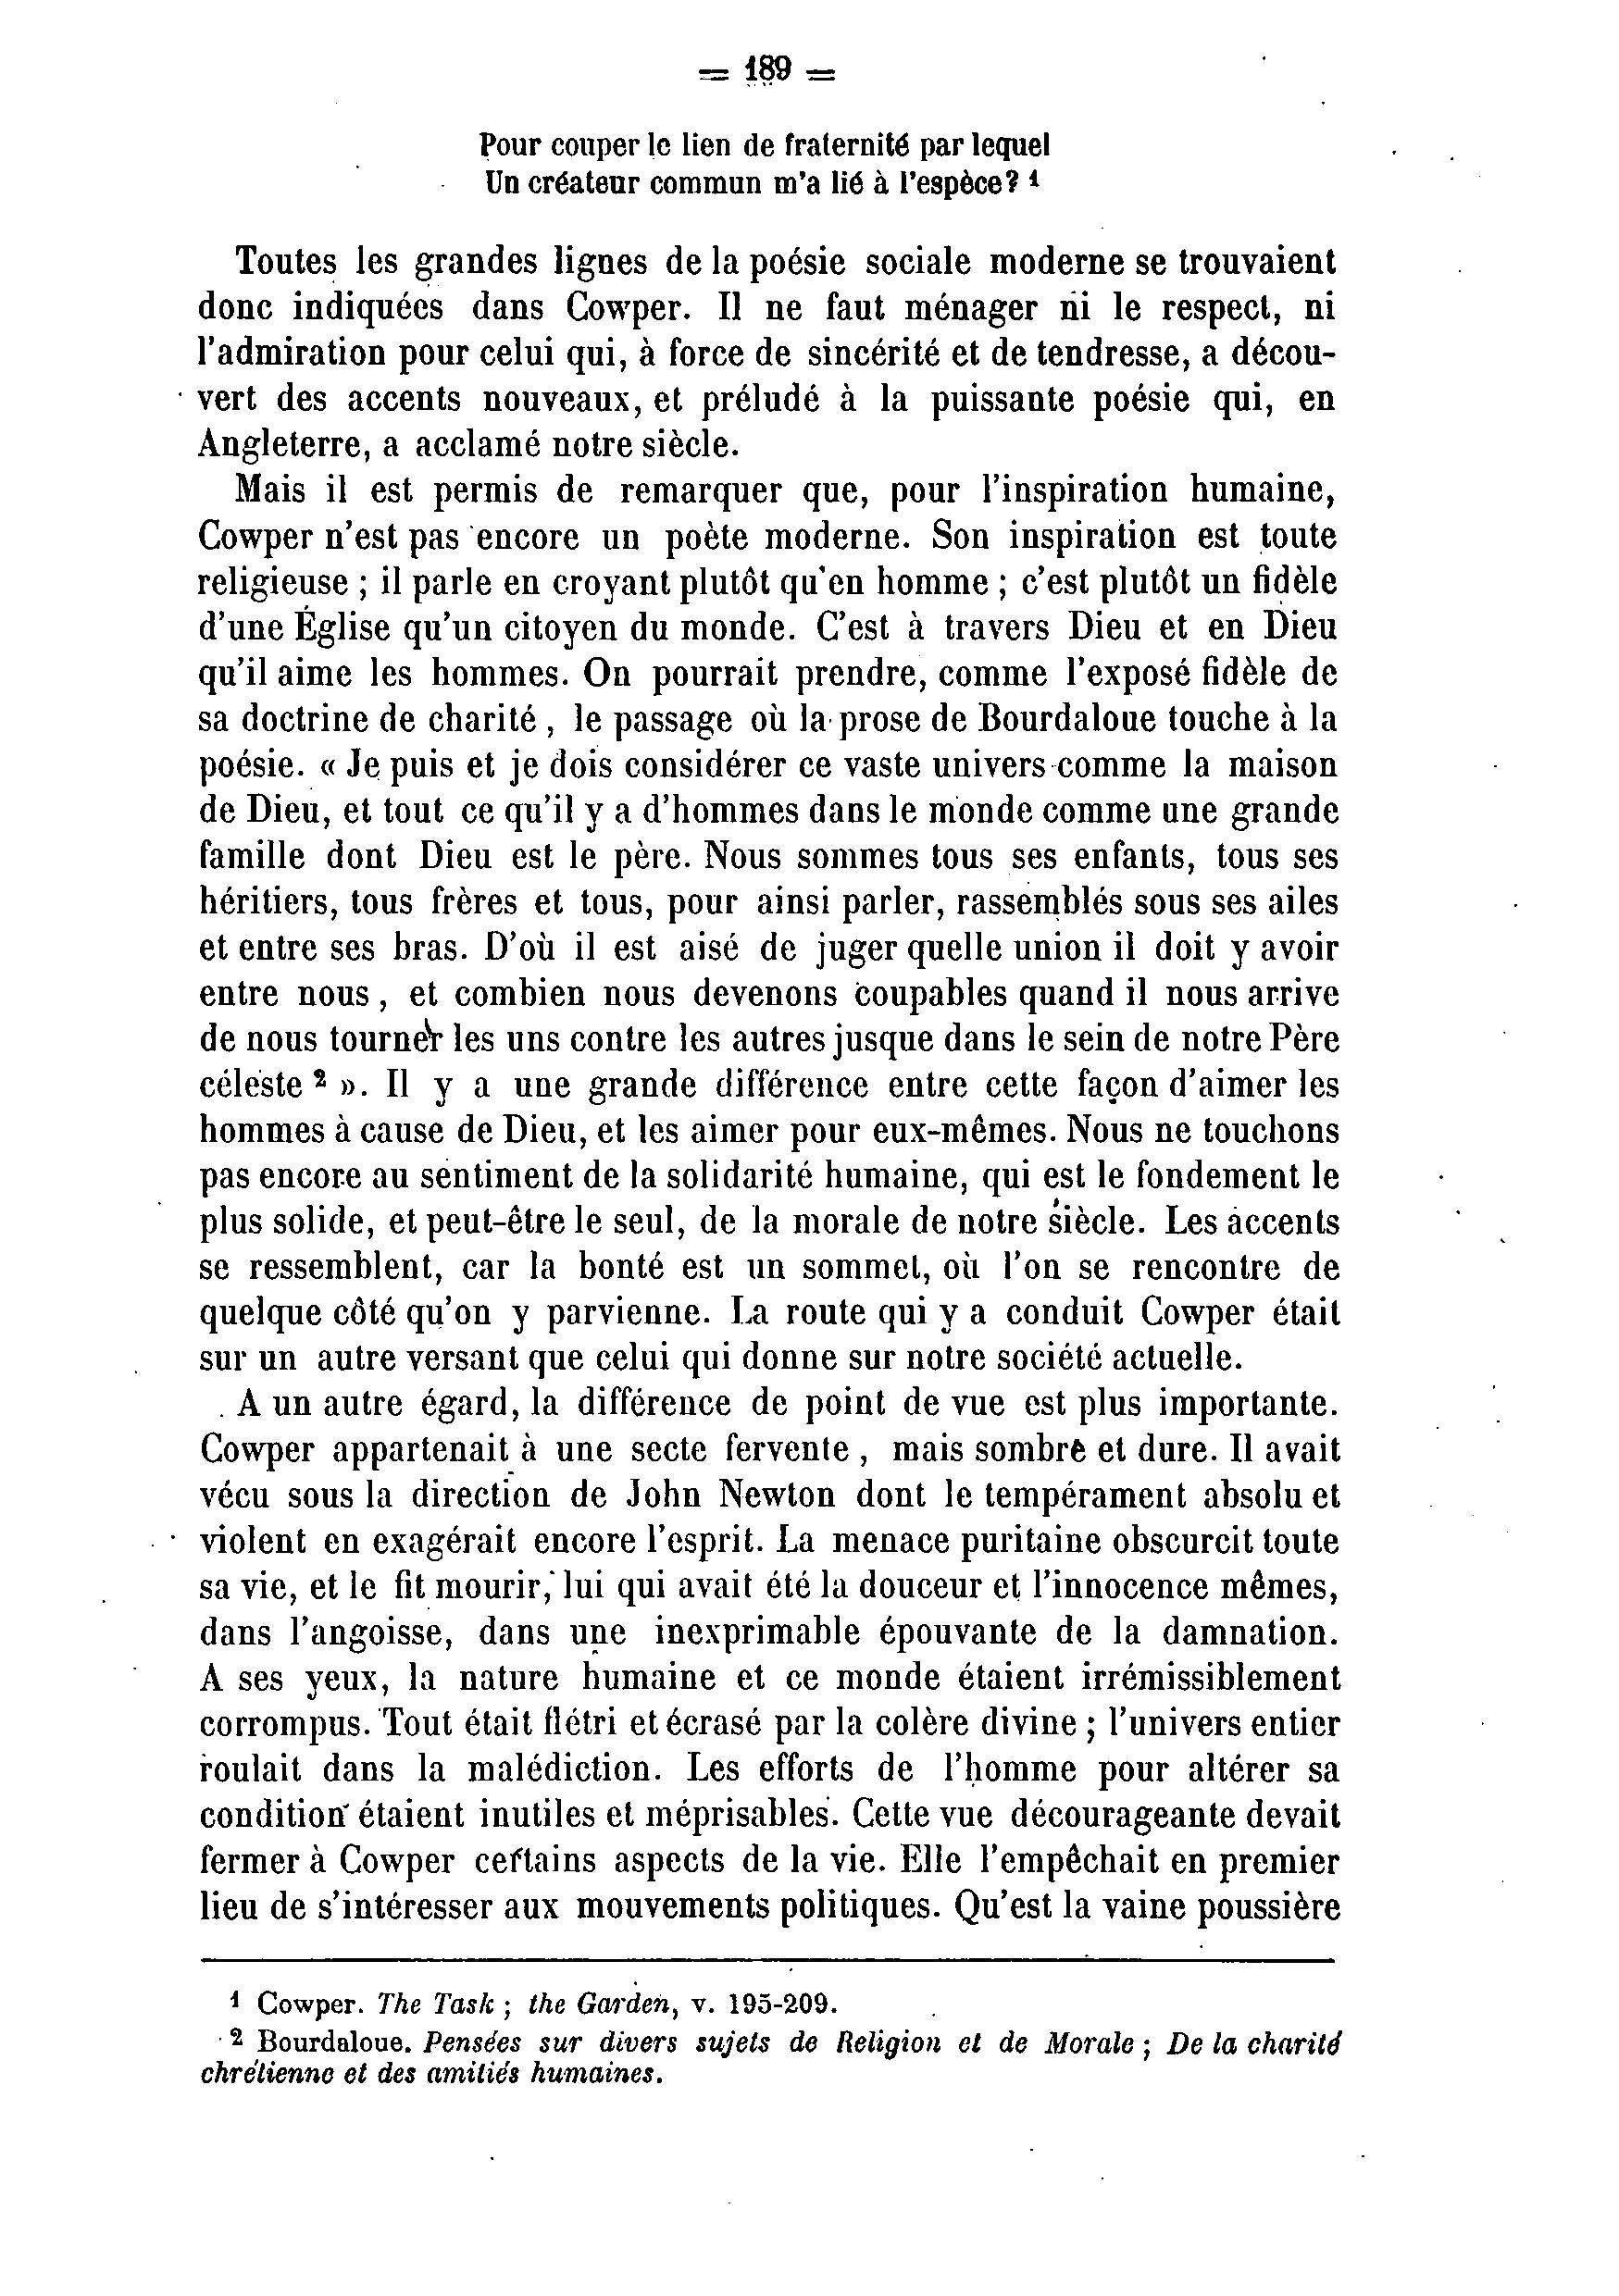 = 189 =
Pour couper le lien de fraternité par lequel
Un créateur commun m'a lié à l'espèce? 1
Toutes les grandes lignes de la poésie sociale moderne se trouvaient
donc indiquées dans Cowper. Il ne faut ménager ni le respect, ni
l'admiration pour celui qui, à force de sincérité et de tendresse, a décou-
vert des accents nouveaux, et préludé à la puissante poésie qui, en
Angleterre, a acclamé notre siècle.
Mais il est permis de remarquer que, pour l'inspiration humaine,
Cowper n'est pas encore un poète moderne. Son inspiration est toute
religieuse ; il parle en croyant plutôt qu'en homme ; c'est plutôt un fidèle
d'une Église qu'un citoyen du monde. C'est à travers Dieu et en Dieu
qu'il aime les hommes. On pourrait prendre, comme l'exposé fidèle de
sa doctrine de charité, le passage où la prose de Bourdaloue touche à la
poésie. « Je puis et je dois considérer ce vaste univers comme la maison
de Dieu, et tout ce qu'il y a d'hommes dans le monde comme une grande
famille dont Dieu est le père. Nous sommes tous ses enfants, tous ses
héritiers, tous frères et tous, pour ainsi parler, rassemblés sous ses ailes
et entre ses bras. D'où il est aisé de juger quelle union il doit y avoir
entre nous, et combien nous devenons coupables quand il nous arrive
de nous tourner les uns contre les autres jusque dans le sein de notre Père
céleste 2 ». Il y a une grande différence entre cette façon d'aimer les
hommes à cause de Dieu, et les aimer pour eux-mêmes. Nous ne touchons
pas encore au sentiment de la solidarité humaine, qui est le fondement le
plus solide, et peut-être le seul, de la morale de notre siècle. Les accents
se ressemblent, car la bonté est un sommet, où l'on se rencontre de
quelque côté qu'on y parvienne. La route qui y a conduit Cowper était
sur un autre versant que celui qui donne sur notre société actuelle.
A un autre égard, la différence de point de vue est plus importante.
Cowper appartenait à une secte fervente, mais sombre et dure. Il avait
vécu sous la direction de John Newton dont le tempérament absolu et
violent en exagérait encore l'esprit. La menace puritaine obscurcit toute
sa vie, et le fit mourir, lui qui avait été la douceur et l'innocence mêmes,
dans l'angoisse, dans une inexprimable épouvante de la damnation.
A ses yeux, la nature humaine et ce monde étaient irrémissiblement
corrompus. Tout était flétri et écrasé par la colère divine ; l'univers entier
roulait dans la malédiction. Les efforts de l'homme pour altérer sa
condition étaient inutiles et méprisables. Cette vue décourageante devait
fermer à Cowper certains aspects de la vie. Elle l'empêchait en premier
lieu de s'intéresser aux mouvements politiques. Qu'est la vaine poussière
1 Cowper. The Task ; the Garden, v. 195-209.
2 Bourdaloue. Pensées sur divers sujets de Religion et de Morale ; De la charité
chrétienne et des amitiés humaines.